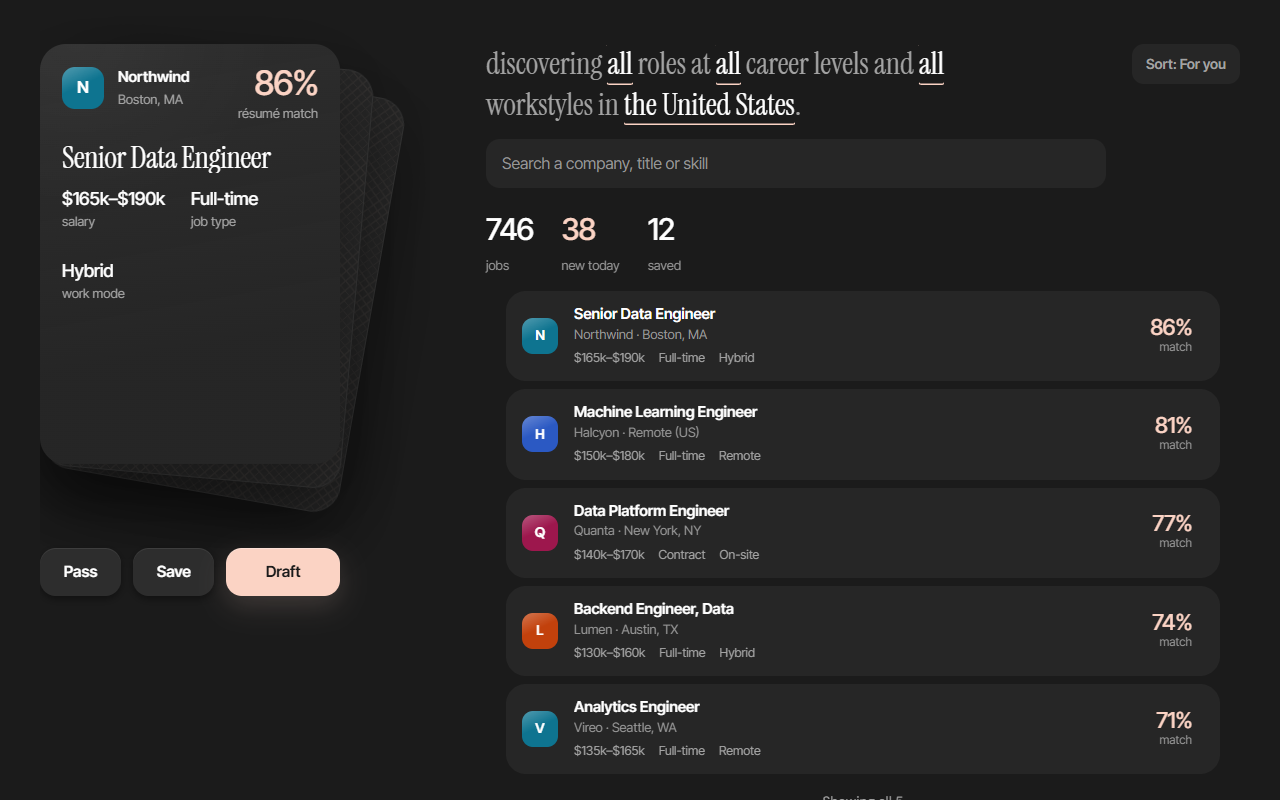 N
Northwind
Boston, MA
86%
résumé match
Senior Data Engineer
$165k–$190k
salary
Full-time
job type
Hybrid
work mode
Pass
Save
Draft
discovering all roles at all career levels and all
workstyles in the United States.
Sort: For you
Search a company, title or skill
746
jobs
38
new today
12
saved
N
Senior Data Engineer
Northwind · Boston, MA
$165k–$190k Full-time Hybrid
86%
match
H
Machine Learning Engineer
Halcyon · Remote (US)
$150k–$180k Full-time Remote
81%
match
Q
Data Platform Engineer
Quanta · New York, NY
$140k–$170k Contract On-site
77%
match
L
Backend Engineer, Data
Lumen · Austin, TX
$130k–$160k Full-time Hybrid
74%
match
V
Analytics Engineer
Vireo · Seattle, WA
$135k–$165k Full-time Remote
71%
match
Showing all 5